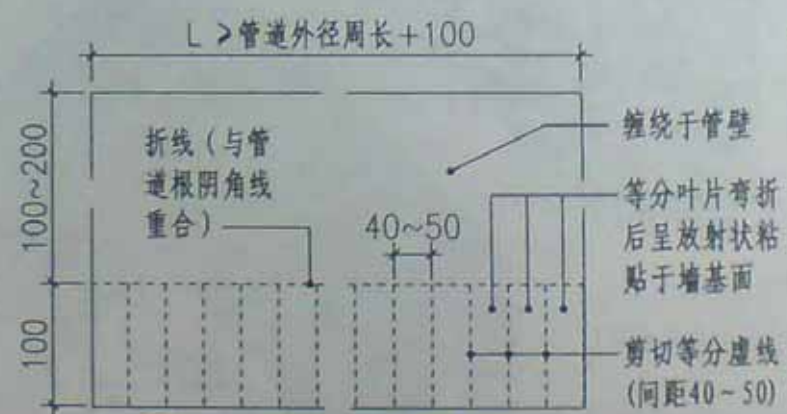 L ≥管道外径周长+100
100~200
100
折线（与管
道根阴角线
重合）
40~50
缠绕于管壁
等分叶片弯折
后呈放射状粘
贴于墙基面
剪切等分虚线
(间距40~50)